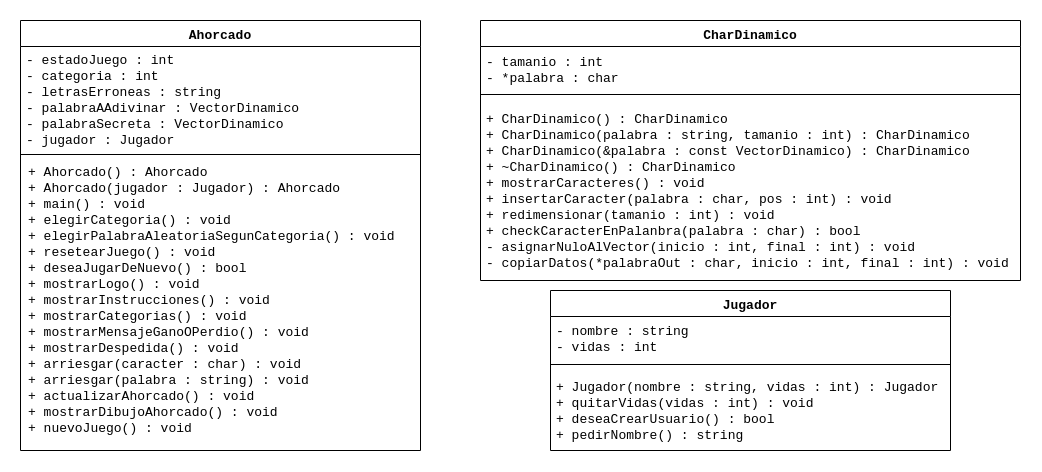 Ahorcado
- estadoJuego : int
- categoria : int
- letrasErroneas : string
- palabraAAdivinar : VectorDinamico
- palabraSecreta : VectorDinamico
- jugador : Jugador
+ Ahorcado() : Ahorcado
+ Ahorcado(jugador : Jugador) : Ahorcado
+ main() : void
+ elegirCategoria() : void
+ elegirPalabraAleatoriaSegunCategoria() : void
+ resetearJuego() : void
+ deseaJugarDeNuevo() : bool
+ mostrarLogo() : void
+ mostrarInstrucciones() : void
+ mostrarCategorias() : void
+ mostrarMensajeGanoOPerdio() : void
+ mostrarDespedida() : void
+ arriesgar(caracter : char) : void
+ arriesgar(palabra : string) : void
+ actualizarAhorcado() : void
+ mostrarDibujoAhorcado() : void
+ nuevoJuego() : void
CharDinamico
- tamanio : int
- *palabra : char
+ CharDinamico() : CharDinamico
+ CharDinamico(palabra : string, tamanio : int) : CharDinamico
+ CharDinamico(&palabra : const VectorDinamico) : CharDinamico
+ ~CharDinamico() : CharDinamico
+ mostrarCaracteres() : void
+ insertarCaracter(palabra : char, pos : int) : void
+ redimensionar(tamanio : int) : void
+ checkCaracterEnPalanbra(palabra : char) : bool
- asignarNuloAlVector(inicio : int, final : int) : void
- copiarDatos(*palabraOut : char, inicio : int, final : int) : void
Jugador
- nombre : string
- vidas : int
+ Jugador(nombre : string, vidas : int) : Jugador
+ quitarVidas(vidas : int) : void
+ deseaCrearUsuario() : bool
+ pedirNombre() : string